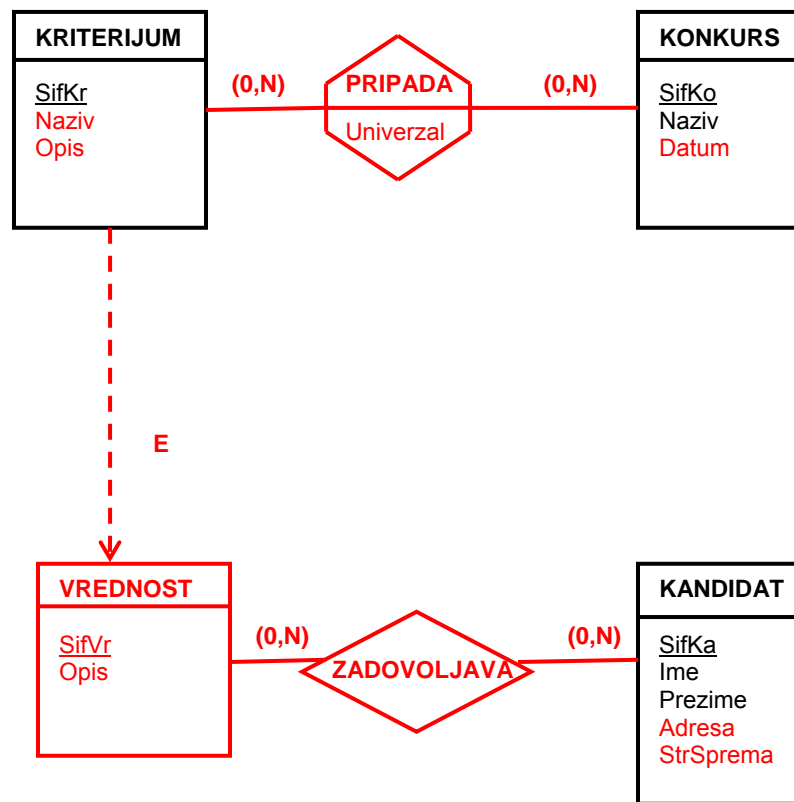 KRITERIJUM
SifKr
Naziv
Opis
(0,N)
PRIPADA
Univerzal
(0,N)
KONKURS
SifKo
Naziv
Datum
E
VREDNOST
SifVr
Opis
(0,N)
ZADOVOLJAVA
(0,N)
KANDIDAT
SifKa
Ime
Prezime
Adresa
StrSprema